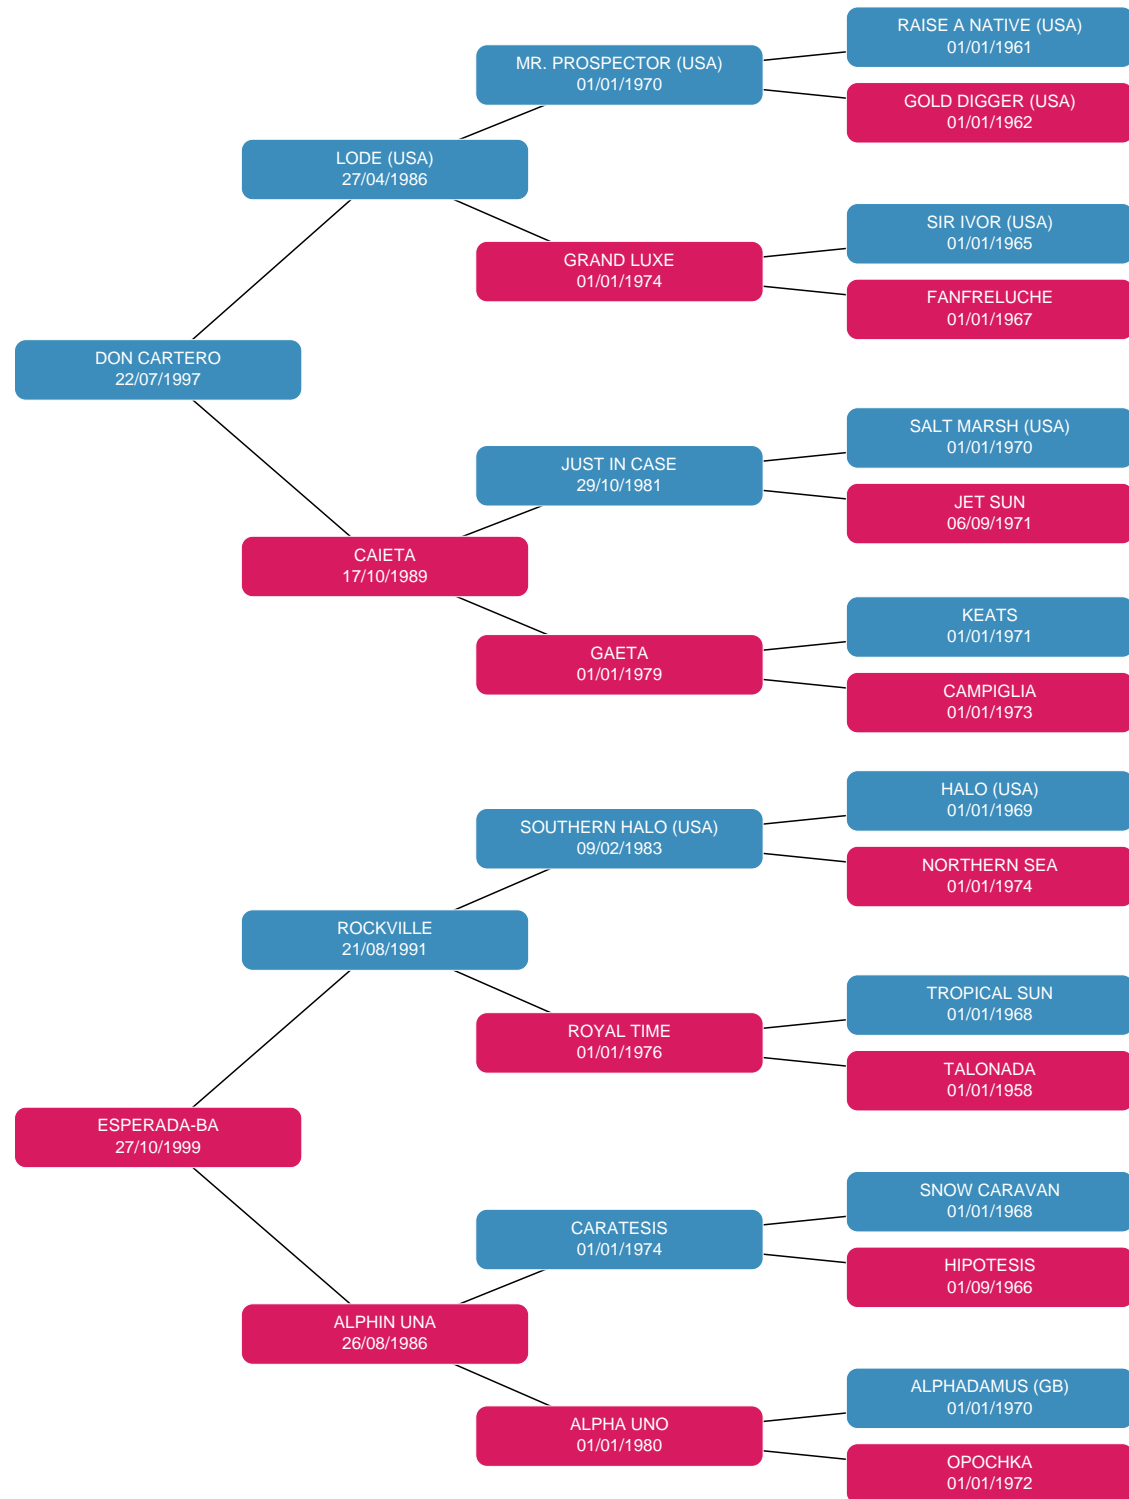 RAISE A NATIVE (USA)
01/01/1961
MR. PROSPECTOR (USA)
01/01/1970
GOLD DIGGER (USA)
01/01/1962
LODE (USA)
27/04/1986
SIR IVOR (USA)
01/01/1965
GRAND LUXE
01/01/1974
FANFRELUCHE
01/01/1967
DON CARTERO
22/07/1997
SALT MARSH (USA)
01/01/1970
JUST IN CASE
29/10/1981
JET SUN
06/09/1971
CAIETA
17/10/1989
KEATS
01/01/1971
GAETA
01/01/1979
CAMPIGLIA
01/01/1973
HALO (USA)
01/01/1969
SOUTHERN HALO (USA)
09/02/1983
NORTHERN SEA
01/01/1974
ROCKVILLE
21/08/1991
TROPICAL SUN
01/01/1968
ROYAL TIME
01/01/1976
TALONADA
01/01/1958
ESPERADA-BA
27/10/1999
SNOW CARAVAN
01/01/1968
CARATESIS
01/01/1974
HIPOTESIS
01/09/1966
ALPHIN UNA
26/08/1986
ALPHADAMUS (GB)
01/01/1970
ALPHA UNO
01/01/1980
OPOCHKA
01/01/1972